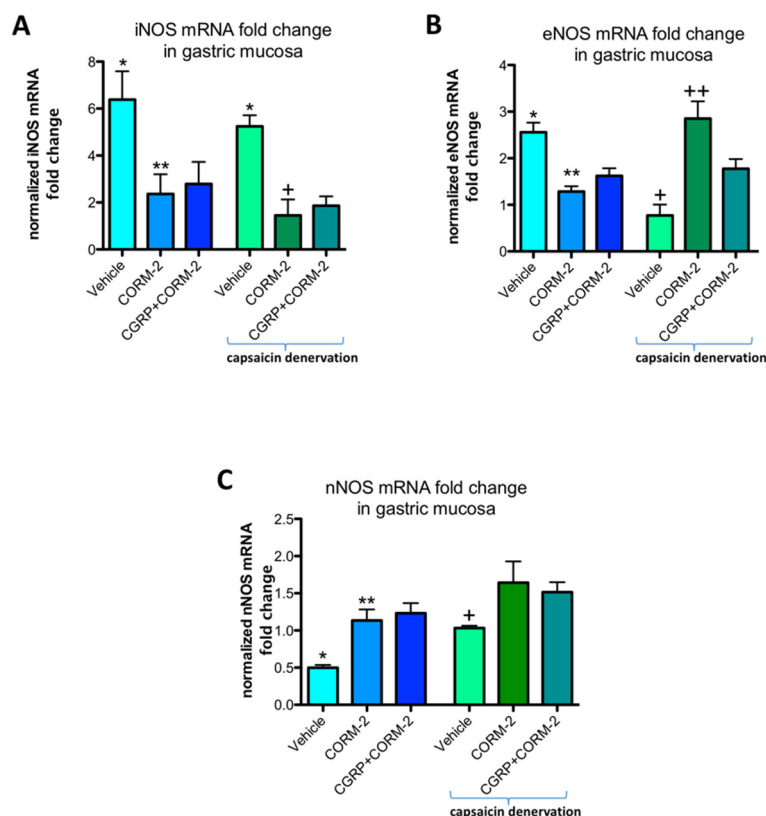 A
iNOS mRNA fold change
in gastric mucosa
normalized iNOS mRNA
fold change
8
6
4
2
0
*
**
*
+
Vehicle
CORM-2
CGRP+CORM-2
Vehicle
CORM-2
CGRP+CORM-2
capsaicin denervation
B
eNOS mRNA fold change
in gastric mucosa
normalized eNOS mRNA
fold change
4
3
2
1
0
*
**
+
++
Vehicle
CORM-2
CGRP+CORM-2
Vehicle
CORM-2
CGRP+CORM-2
capsaicin denervation
C
nNOS mRNA fold change
in gastric mucosa
normalized nNOS mRNA
fold change
2.5
2.0
1.5
1.0
0.5
0.0
*
**
+
Vehicle
CORM-2
CGRP+CORM-2
Vehicle
CORM-2
CGRP+CORM-2
capsaicin denervation